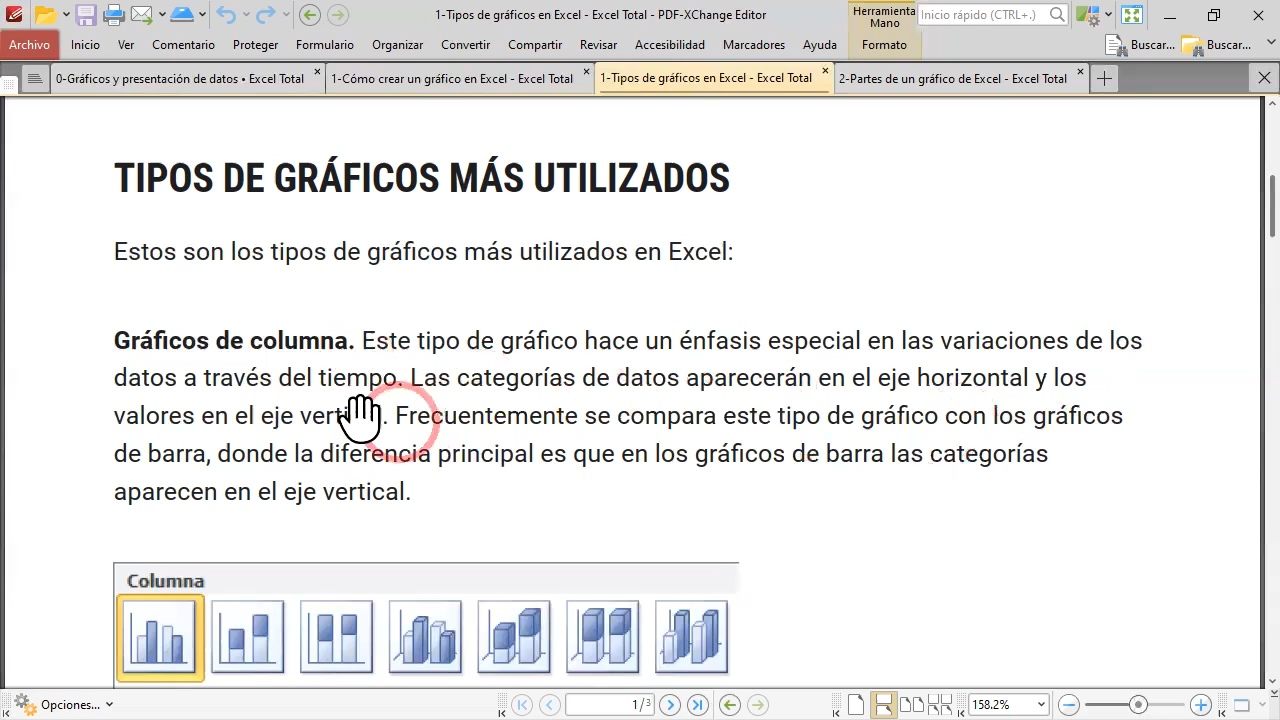 1-Tipos de gráficos en Excel - Excel Total - PDF-XChange Editor
Herramienta
Mano
Inicio rápido (CTRL+.)
Archivo
Inicio
Ver
Comentario
Proteger
Formulario
Organizar
Convertir
Compartir
Revisar
Accesibilidad
Marcadores
Ayuda
Formato
Buscar...
Buscar...
0-Gráficos y presentación de datos • Excel Total
1-Cómo crear un gráfico en Excel - Excel Total
1-Tipos de gráficos en Excel - Excel Total
2-Partes de un gráfico de Excel - Excel Total
TIPOS DE GRÁFICOS MÁS UTILIZADOS
Estos son los tipos de gráficos más utilizados en Excel:
Gráficos de columna. Este tipo de gráfico hace un énfasis especial en las variaciones de los
datos a través del tiempo. Las categorías de datos aparecerán en el eje horizontal y los
valores en el eje vertical. Frecuentemente se compara este tipo de gráfico con los gráficos
de barra, donde la diferencia principal es que en los gráficos de barra las categorías
aparecen en el eje vertical.
Columna
Opciones...
1/3
158.2%